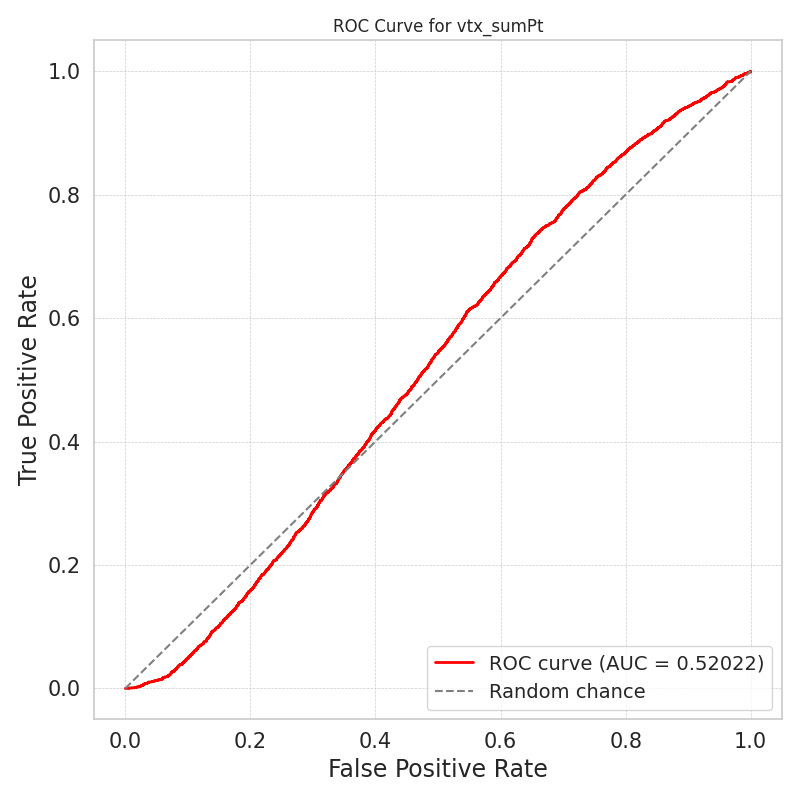 ROC Curve for vtx_sumPt
True Positive Rate
1.0
0.8
0.6
0.4
0.2
0.0
ROC curve (AUC = 0.52022)
Random chance
0.0 0.2 0.4 0.6 0.8 1.0
False Positive Rate